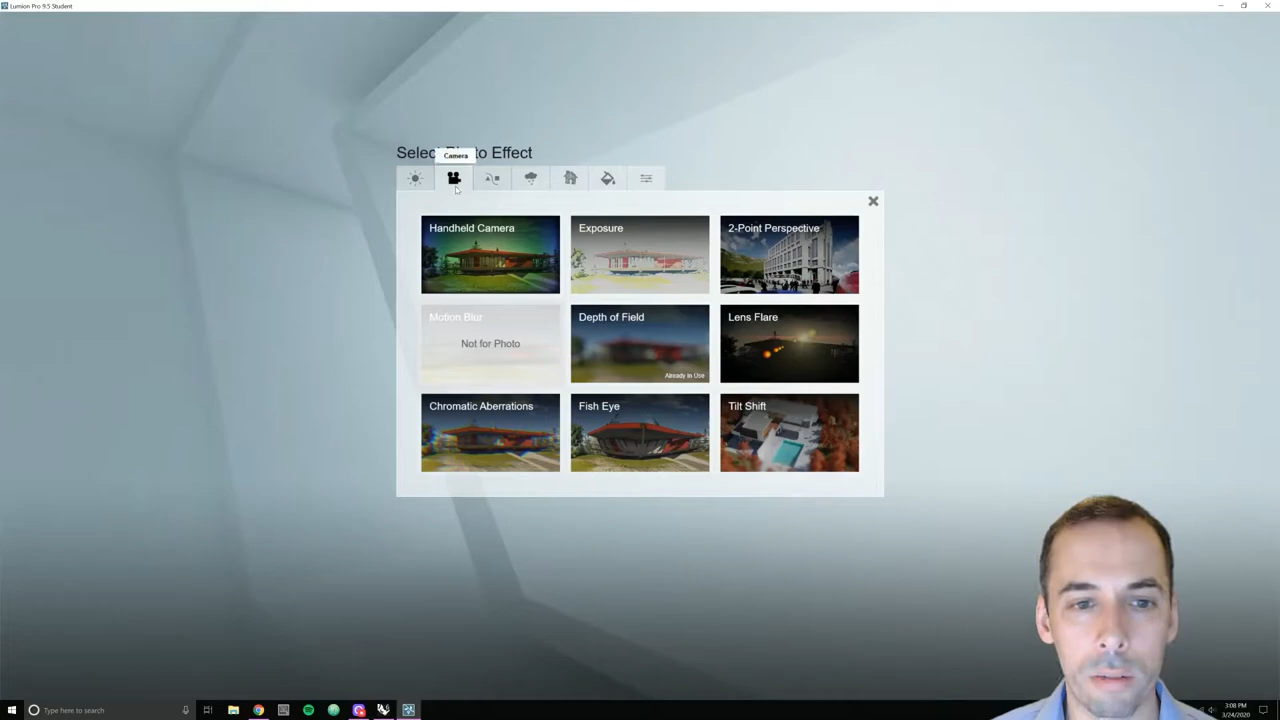 Lumion Pro 9.5 Student
Camera
Select Photo Effect
Handheld Camera
Exposure
2-Point Perspective
Motion Blur
Not for Photo
Depth of Field
Already in Use
Lens Flare
Chromatic Aberrations
Fish Eye
Tilt Shift
Type here to search
3:08 PM
3/24/2020